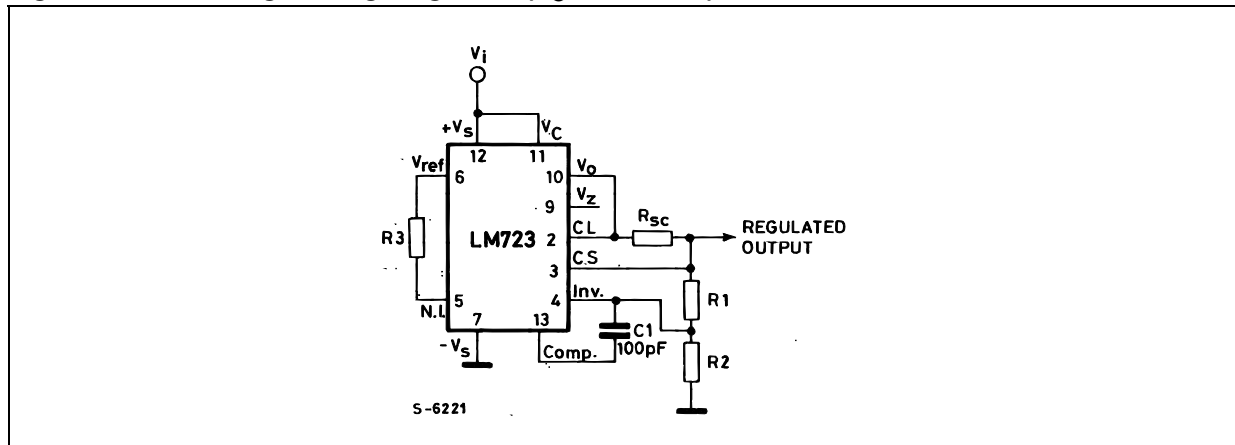 Vi
+Vs
VC
12
11
Vref
6
10
Vo
9
Vz
R3
LM723
2
CL
Rsc
REGULATED
OUTPUT
3
CS
N.I.
5
4
Inv.
R1
7
13
C1
100pF
-Vs
Comp.
R2
S-6221